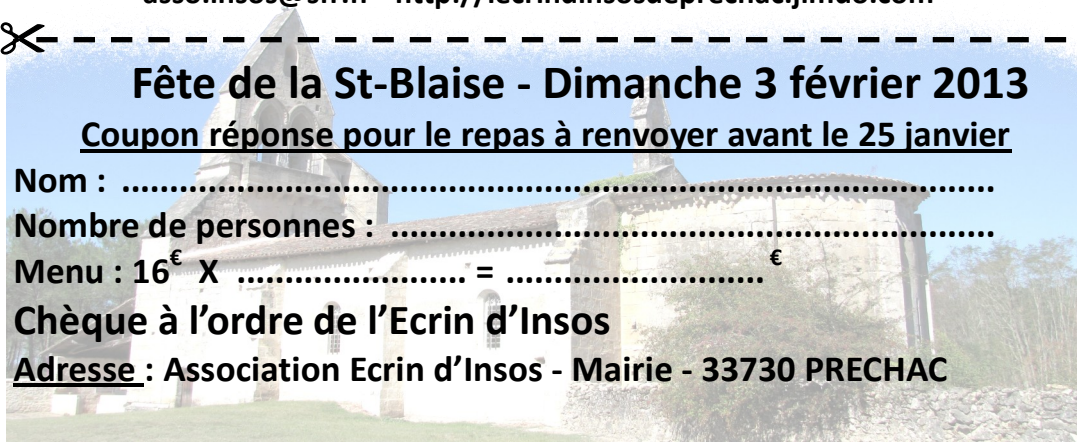 Fête de la St-Blaise - Dimanche 3 février 2013
Coupon réponse pour le repas à renvoyer avant le 25 janvier
Nom : ..........................................................................................
Nombre de personnes : ...............................................................
Menu : 16€ X ........................ = ...........................€
Chèque à l’ordre de l’Ecrin d’Insos
Adresse : Association Ecrin d’Insos - Mairie - 33730 PRECHAC